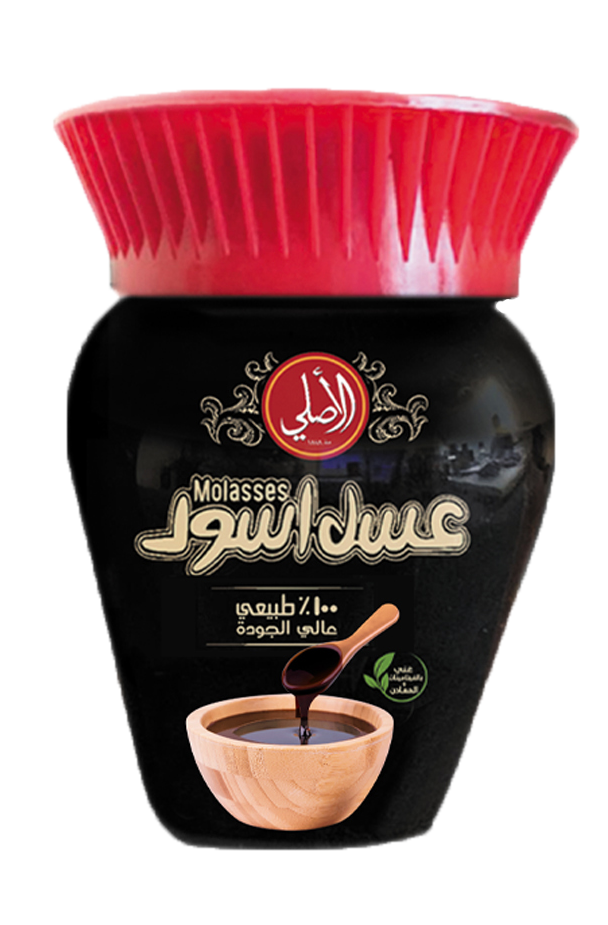 الأصلي
Molasses
عسل اسود
١٠٠٪ طبيعي
عالي الجودة
غني
بالفيتامينات
و
المعادن